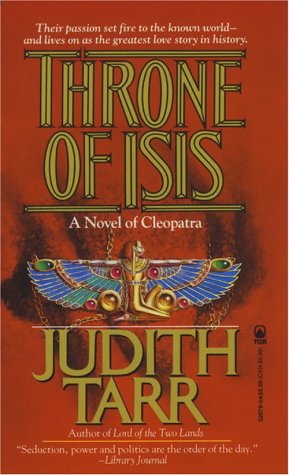 Their passion set fire to the known world—
and lives on as the greatest love story in history.
THRONE
OF ISIS
A Novel of Cleopatra
TOR
JUDITH
TARR
Author of Lord of the Two Lands
"Seduction, power and politics are the order of the day."
—Library Journal